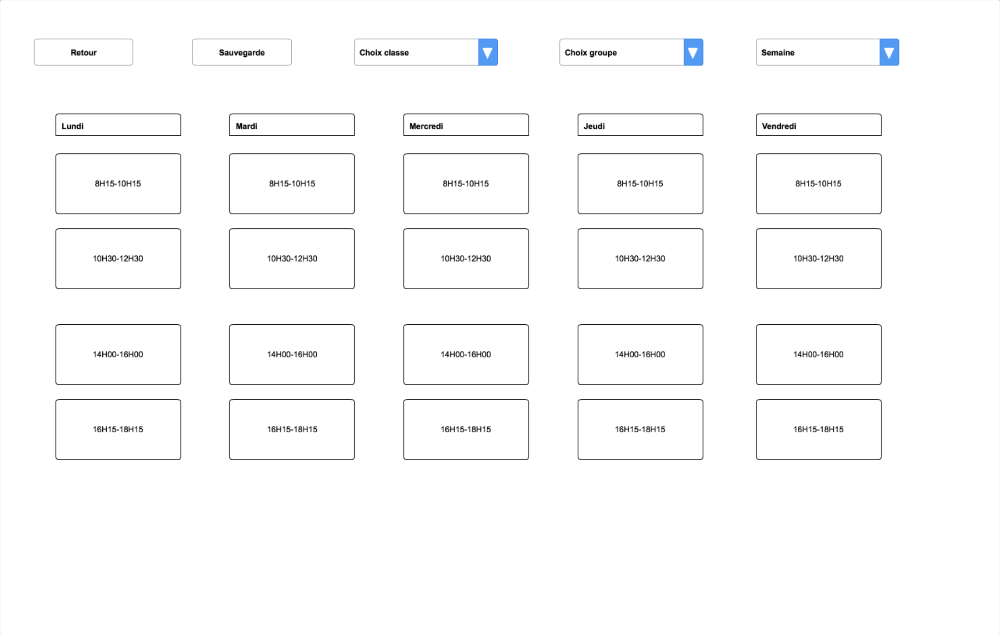 Retour
Sauvegarde
Choix classe
Choix groupe
Semaine
Lundi
Mardi
Mercredi
Jeudi
Vendredi
8H15-10H15
8H15-10H15
8H15-10H15
8H15-10H15
8H15-10H15
10H30-12H30
10H30-12H30
10H30-12H30
10H30-12H30
10H30-12H30
14H00-16H00
14H00-16H00
14H00-16H00
14H00-16H00
14H00-16H00
16H15-18H15
16H15-18H15
16H15-18H15
16H15-18H15
16H15-18H15